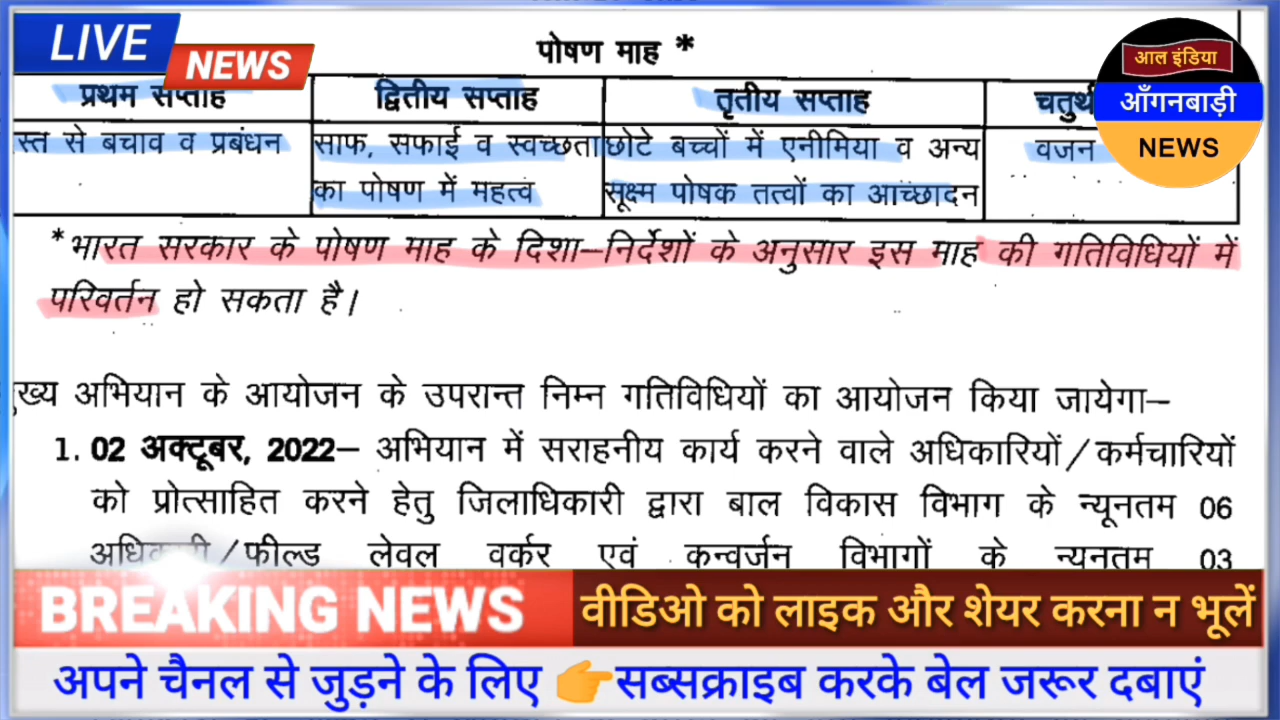 LIVE
NEWS
पोषण माह *
आल इंडिया
आँगनबाड़ी
NEWS
प्रथम सप्ताह द्वितीय सप्ताह तृतीय सप्ताह चतुर्थ
से बचाव व प्रबंधन साफ, सफाई व स्वच्छता छोटे बच्चों में एनीमिया व अन्य वजन
का पोषण में महत्व सूक्ष्म पोषक तत्वों का आच्छादन
*भारत सरकार के पोषण माह के दिशा–निर्देशों के अनुसार इस माह की गतिविधियों में
परिवर्तन हो सकता है।
अभियान के आयोजन के उपरान्त निम्न गतिविधियों का आयोजन किया जायेगा–
1. 02 अक्टूबर, 2022– अभियान में सराहनीय कार्य करने वाले अधिकारियों/कर्मचारियों
को प्रोत्साहित करने हेतु जिलाधिकारी द्वारा बाल विकास विभाग के न्यूनतम 06
अधिकारी/फील्ड लेवल वर्कर एवं कन्वर्जन विभागों के न्यनतम 03
BREAKING NEWS
वीडिओ को लाइक और शेयर करना न भूलें
अपने चैनल से जुड़ने के लिए 👉सब्सक्राइब करके बेल जरूर दबाएं